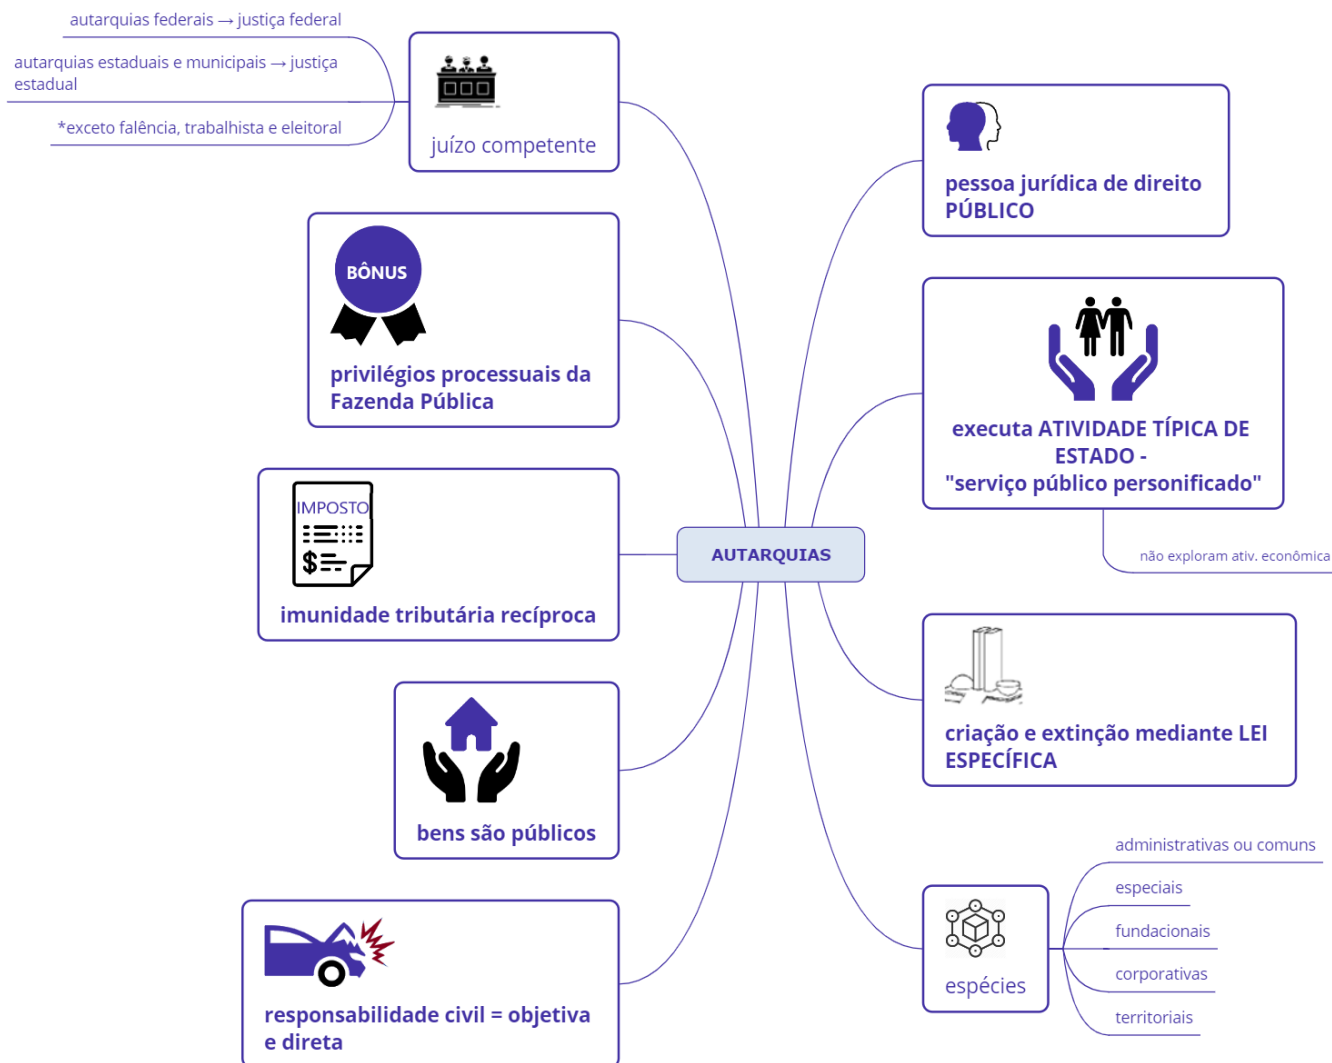 autarquias federais → justiça federal
autarquias estaduais e municipais → justiça
estadual
*exceto falência, trabalhista e eleitoral
juízo competente
BÔNUS
privilégios processuais da
Fazenda Pública
IMPOSTO
$
imunidade tributária recíproca
bens são públicos
responsabilidade civil = objetiva
e direta
AUTARQUIAS
pessoa jurídica de direito
PÚBLICO
executa ATIVIDADE TÍPICA DE
ESTADO -
"serviço público personificado"
não exploram ativ. econômica
criação e extinção mediante LEI
ESPECÍFICA
espécies
administrativas ou comuns
especiais
fundacionais
corporativas
territoriais